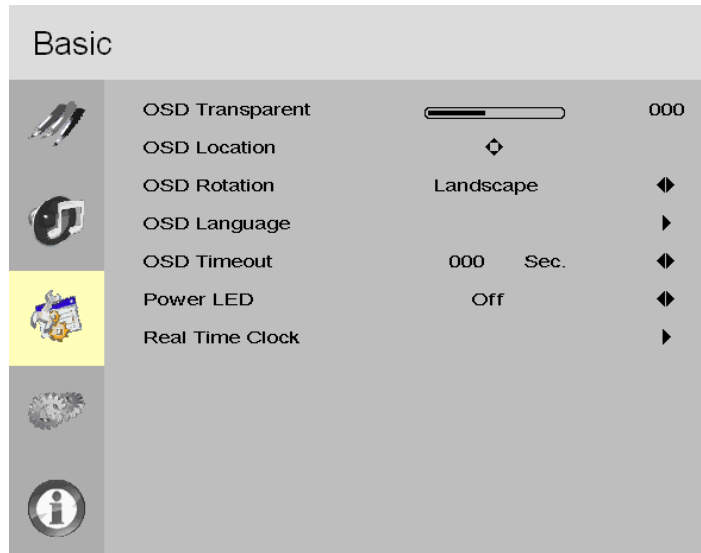 Basic
OSD Transparent 000
OSD Location
OSD Rotation Landscape
OSD Language
OSD Timeout 000 Sec.
Power LED Off
Real Time Clock